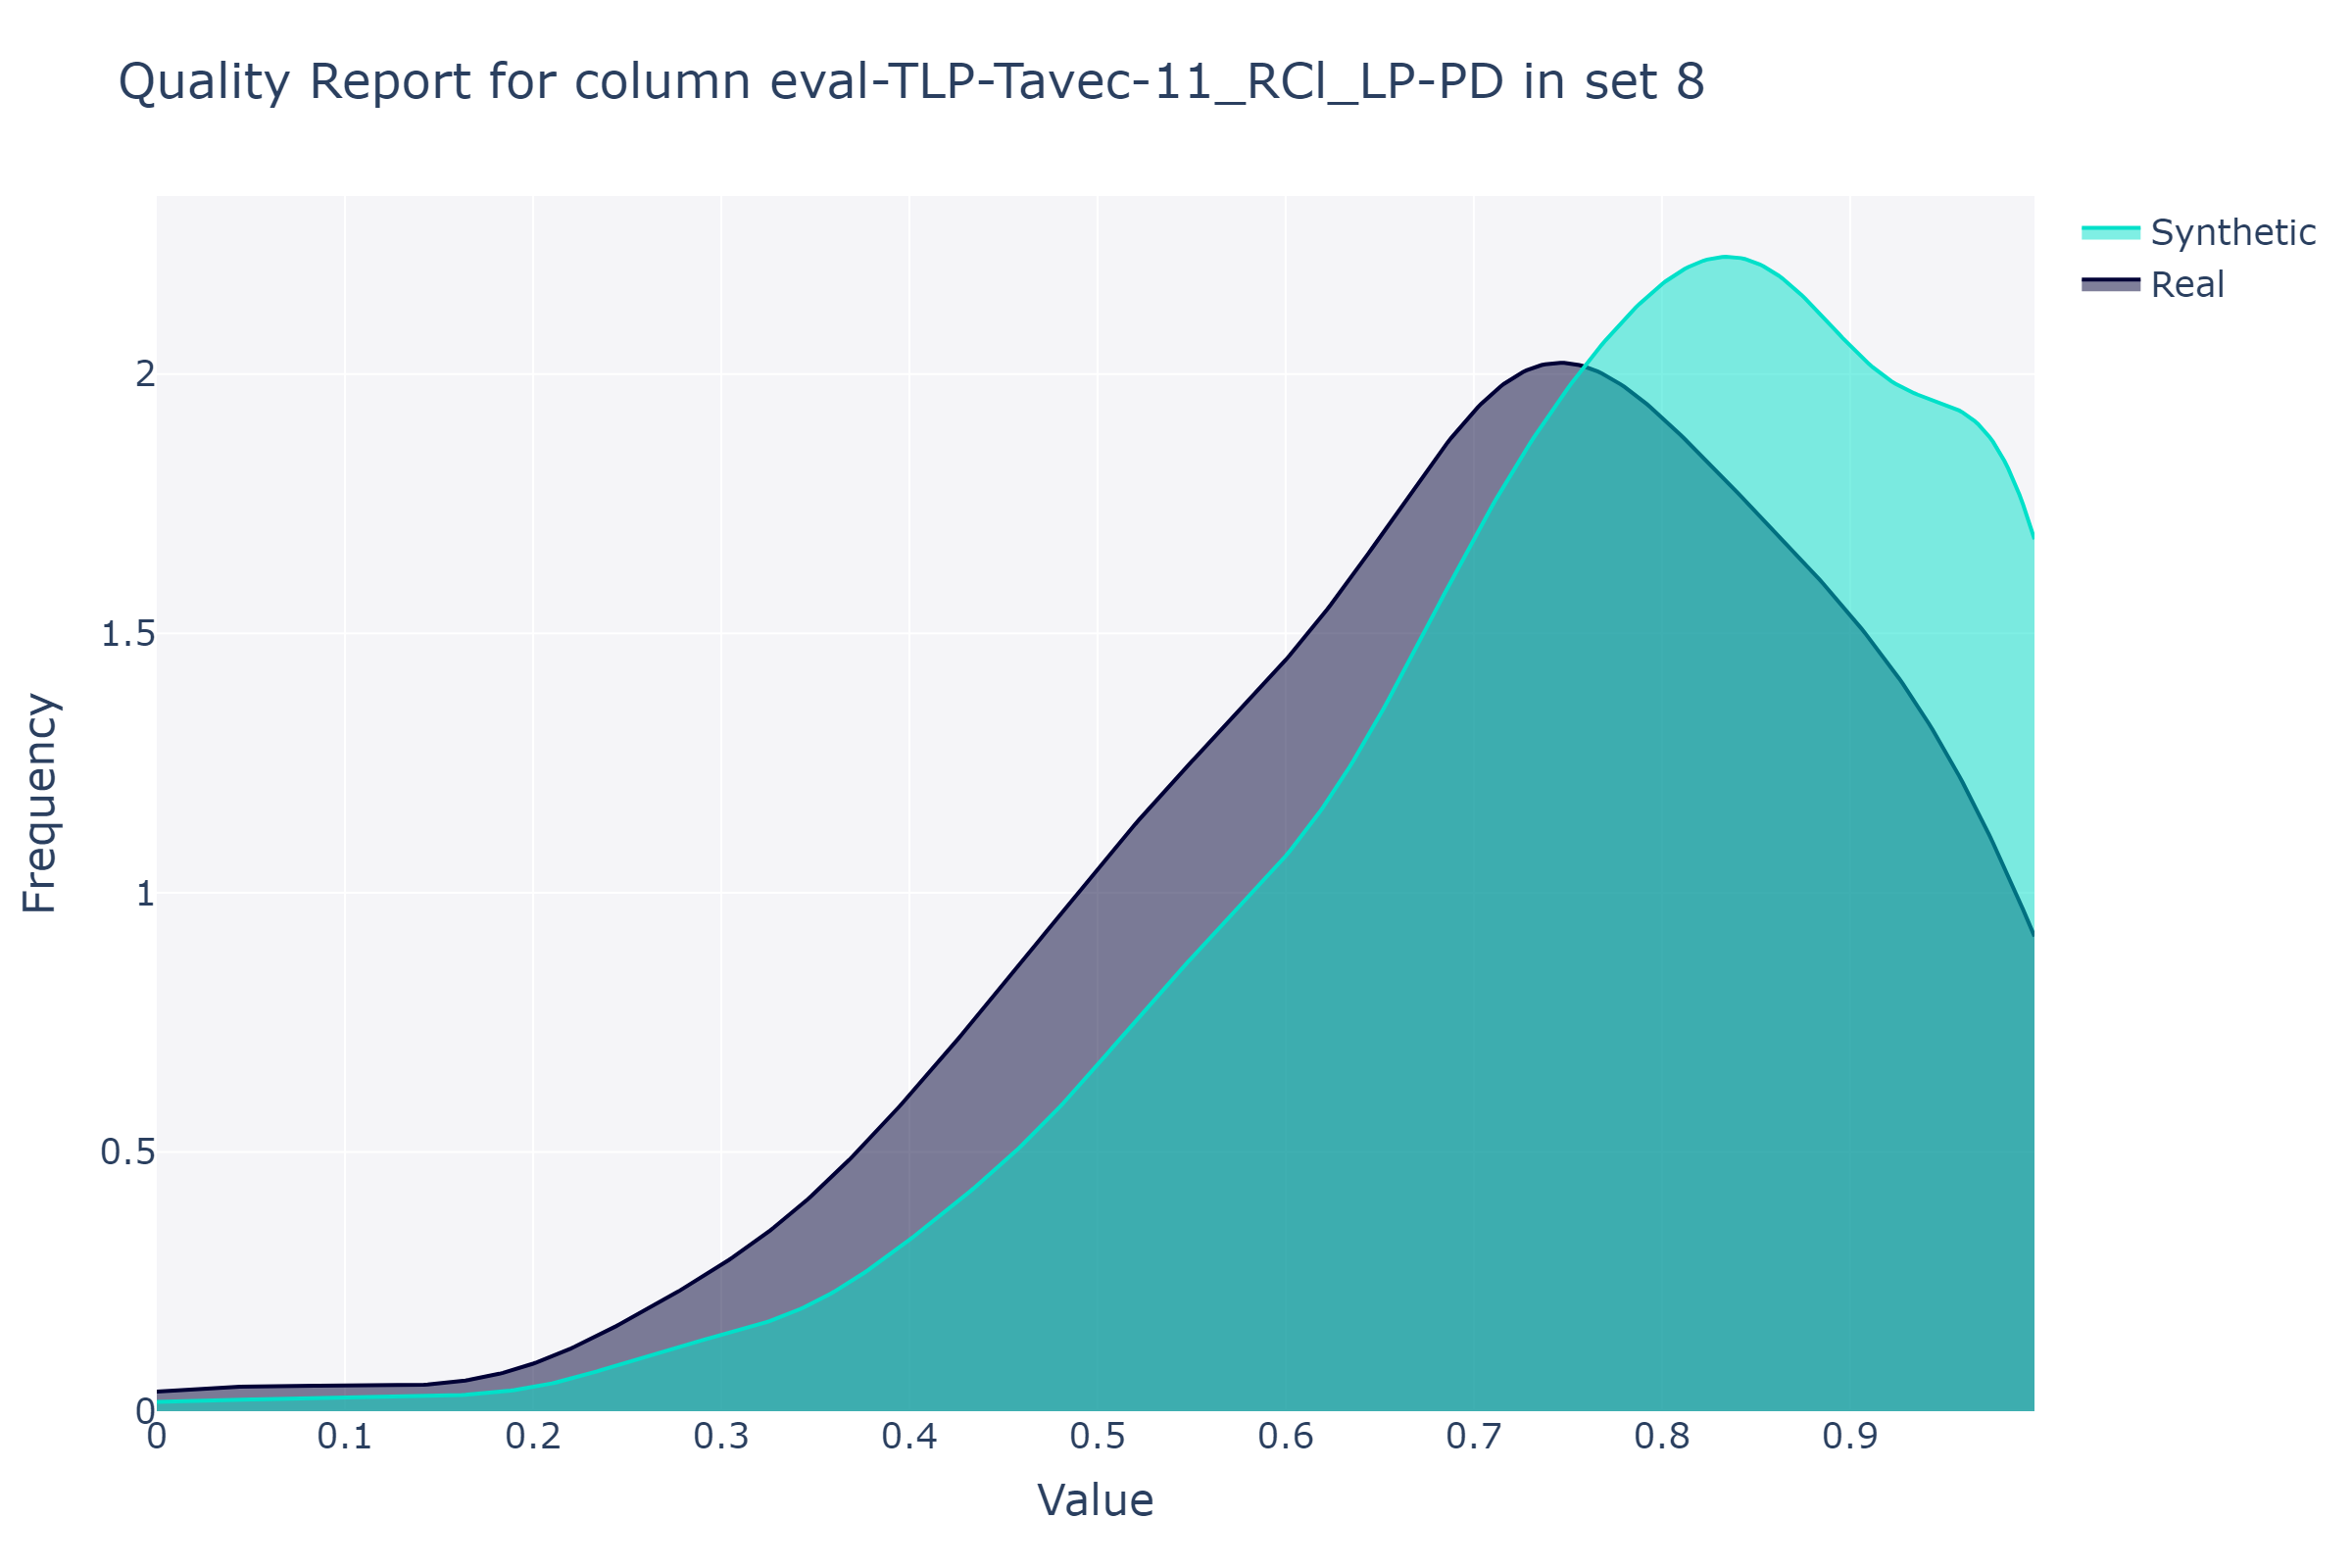 Quality Report for column eval-TLP-Tavec-11_RCl_LP-PD in set 8
Synthetic
Real
Frequency
2
1.5
1
0.5
0
0 0.1 0.2 0.3 0.4 0.5 0.6 0.7 0.8 0.9
Value